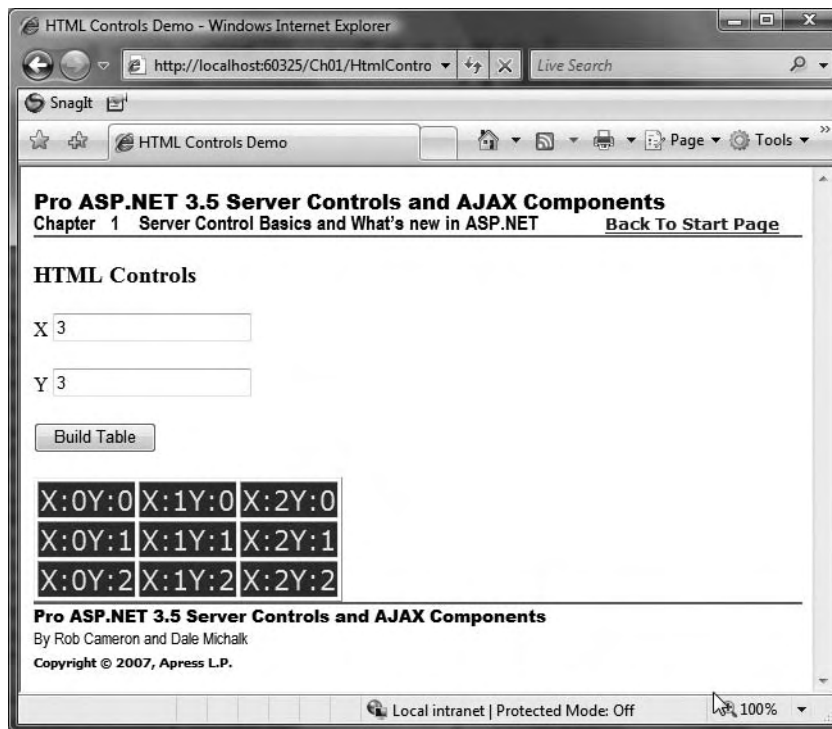 HTML Controls Demo - Windows Internet Explorer
http://localhost:60325/Ch01/HtmlContro
Live Search
SnagIt
HTML Controls Demo
Page
Tools
Pro ASP.NET 3.5 Server Controls and AJAX Components
Chapter 1 Server Control Basics and What's new in ASP.NET Back To Start Page
HTML Controls
X 3
Y 3
Build Table
X:0Y:0 X:1Y:0 X:2Y:0
X:0Y:1 X:1Y:1 X:2Y:1
X:0Y:2 X:1Y:2 X:2Y:2
Pro ASP.NET 3.5 Server Controls and AJAX Components
By Rob Cameron and Dale Michalk
Copyright © 2007, Apress L.P.
Local intranet | Protected Mode: Off
100%